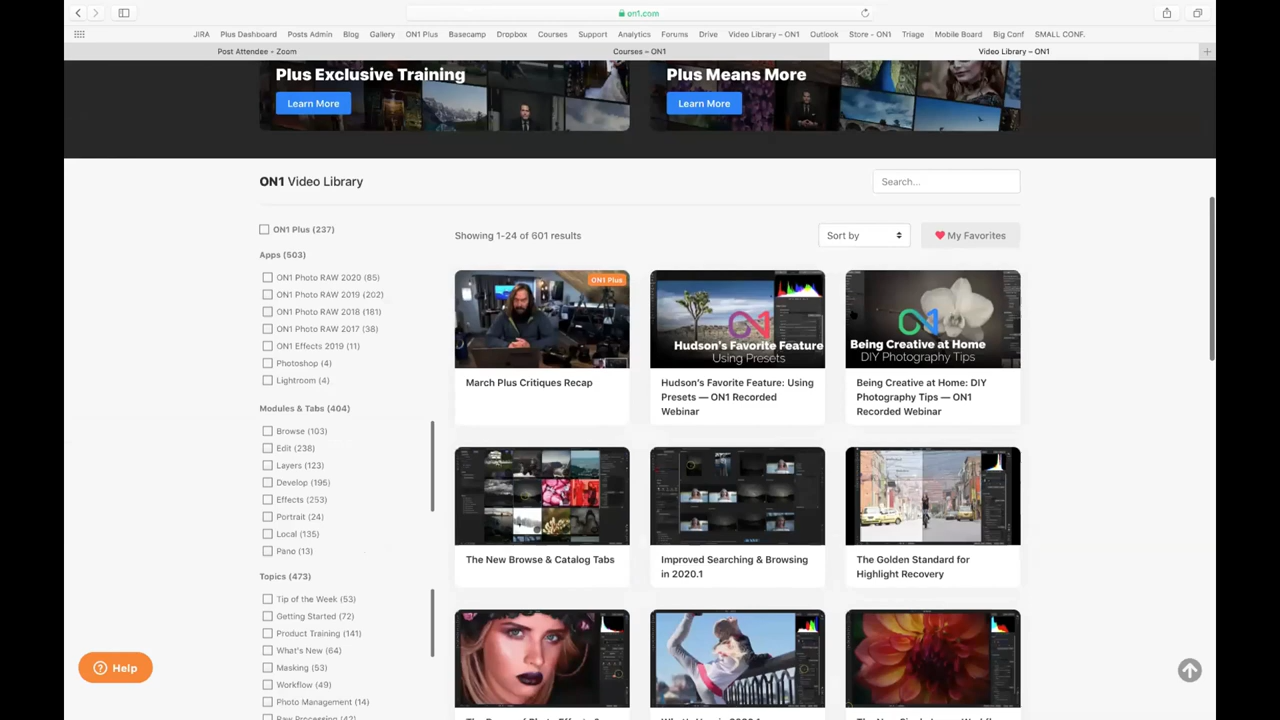 on1.com
JIRA Plus Dashboard Posts Admin Blog Gallery ON1 Plus Basecamp Dropbox Courses Support Analytics Forums Drive Video Library – ON1 Outlook Store - ON1 Triage Mobile Board Big Conf SMALL CONF.
Post Attendee - Zoom Courses – ON1 Video Library – ON1
Plus Exclusive Training Plus Means More
Learn More Learn More
ON1 Video Library Search...
ON1 Plus (237)
Showing 1-24 of 601 results Sort by My Favorites
Apps (503)
ON1 Photo RAW 2020 (85)
ON1 Photo RAW 2019 (202)
ON1 Photo RAW 2018 (181)
ON1 Photo RAW 2017 (38)
ON1 Effects 2019 (11)
Photoshop (4)
Lightroom (4)
Modules & Tabs (404)
Browse (103)
Edit (238)
Layers (123)
Develop (195)
Effects (253)
Portrait (24)
Local (135)
Pano (13)
Topics (473)
Tip of the Week (53)
Getting Started (72)
Product Training (141)
What's New (64)
Masking (53)
Workflow (49)
Photo Management (14)
Raw Processing (42)
ON1 Plus
March Plus Critiques Recap
Hudson's Favorite Feature
Using Presets
Hudson's Favorite Feature: Using
Presets — ON1 Recorded
Webinar
Being Creative at Home
DIY Photography Tips
Being Creative at Home: DIY
Photography Tips — ON1
Recorded Webinar
The New Browse & Catalog Tabs
Improved Searching & Browsing
in 2020.1
The Golden Standard for
Highlight Recovery
Help